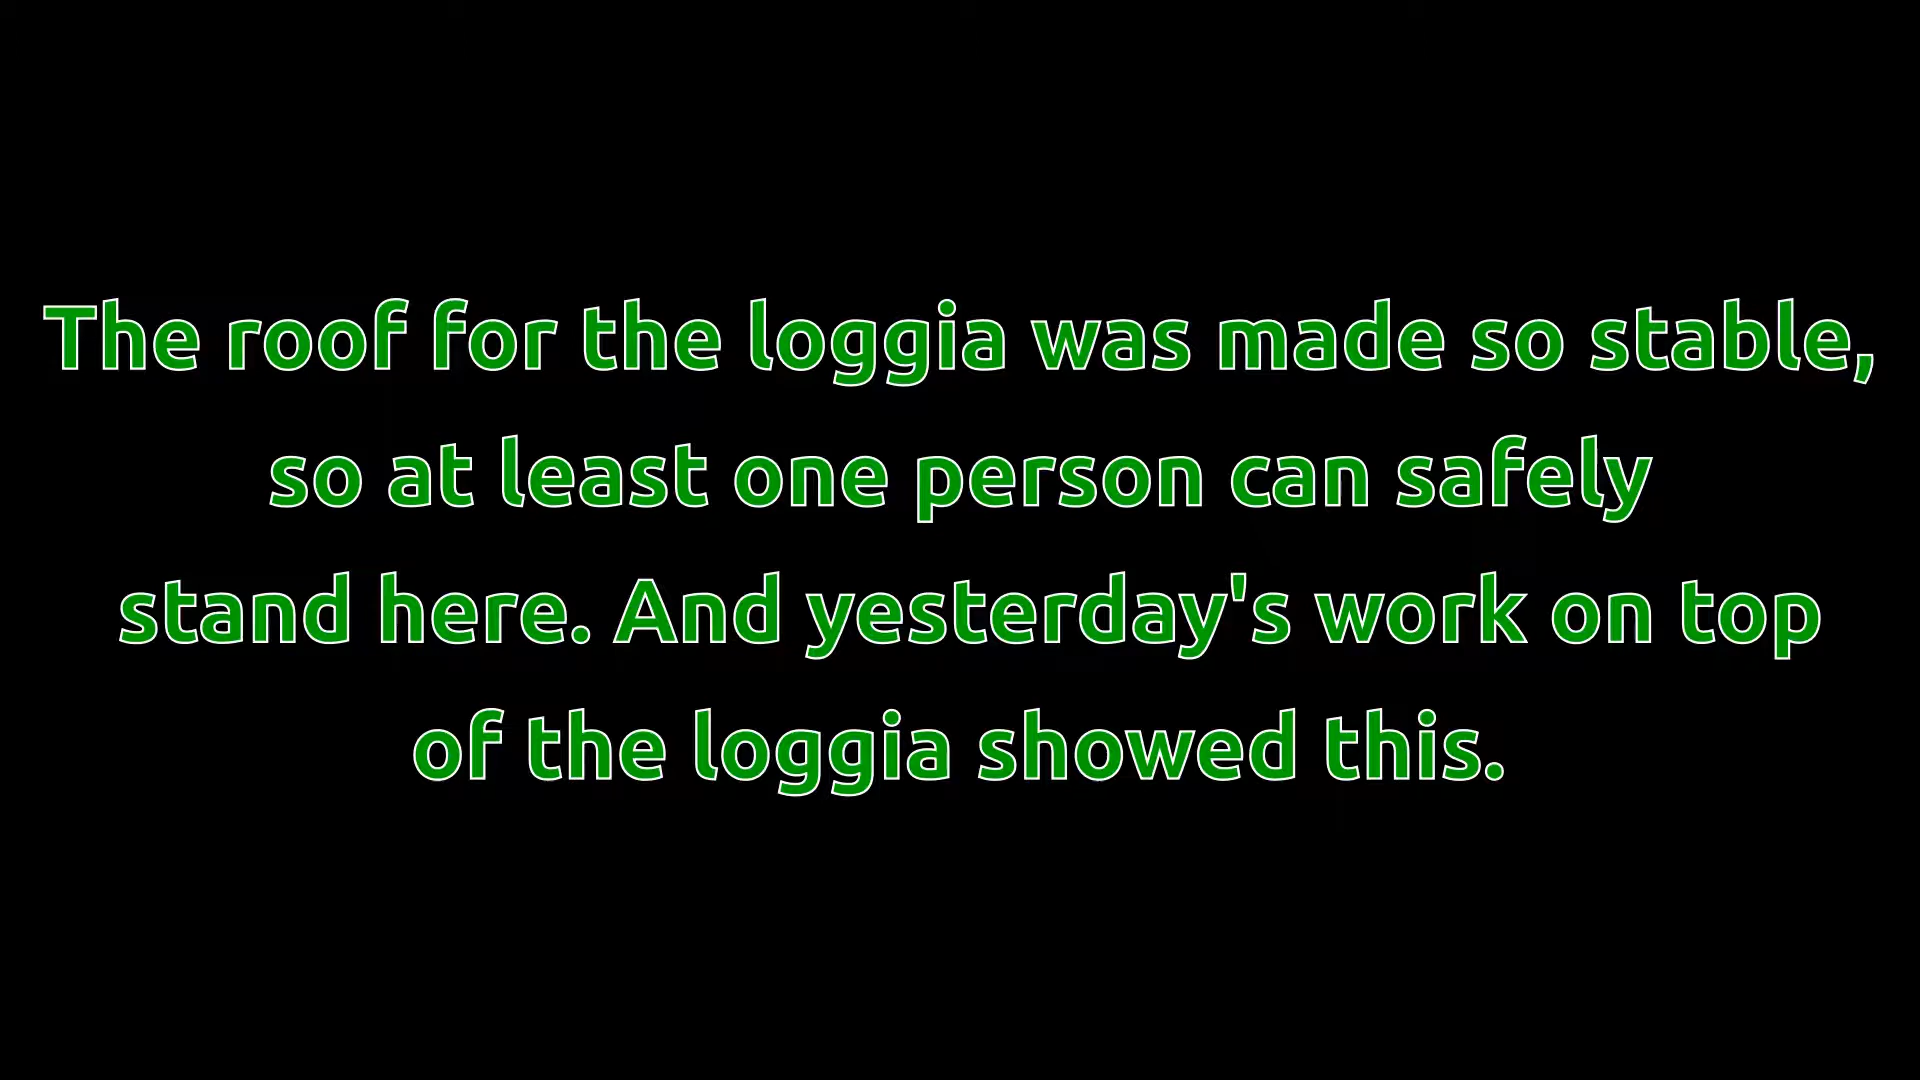 The roof for the loggia was made so stable,
so at least one person can safely
stand here. And yesterday's work on top
of the loggia showed this.